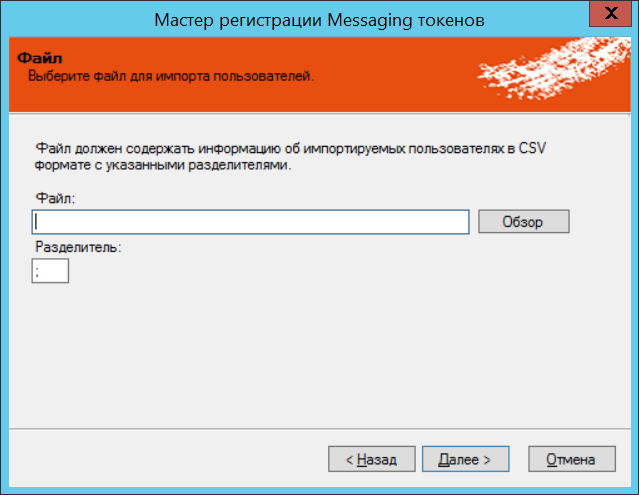 Мастер регистрации Messaging токенов
x
Файл
Выберите файл для импорта пользователей.
Файл должен содержать информацию об импортируемых пользователях в CSV
формате с указанными разделителями.
Файл:
Обзор
Разделитель:
;
< Назад
Далее >
Отмена